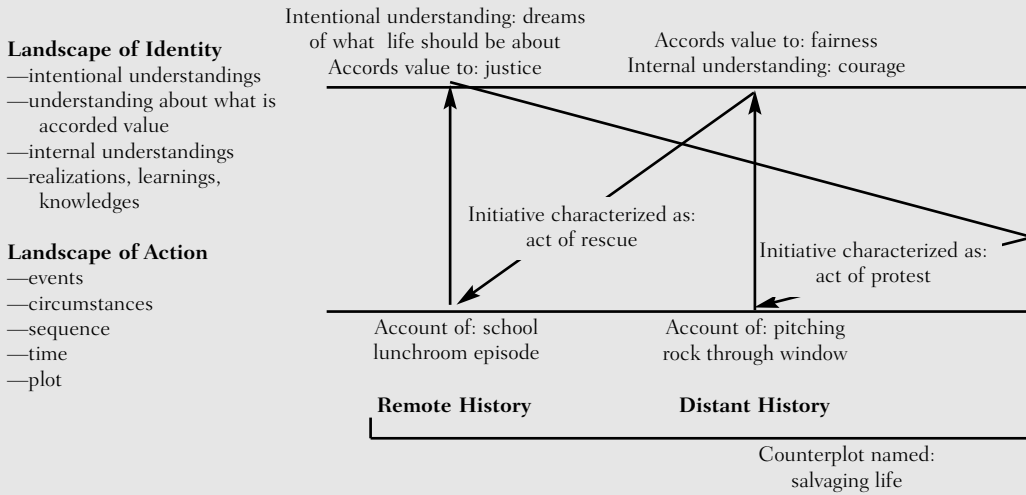 Intentional understanding: dreams
of what life should be about
Accords value to: justice
Accords value to: fairness
Internal understanding: courage
Landscape of Identity
—intentional understandings
—understanding about what is
accorded value
—internal understandings
—realizations, learnings,
knowledges
Initiative characterized as:
act of rescue
Initiative characterized as:
act of protest
Landscape of Action
—events
—circumstances
—sequence
—time
—plot
Account of: school
lunchroom episode
Account of: pitching
rock through window
Remote History
Distant History
Counterplot named:
salvaging life